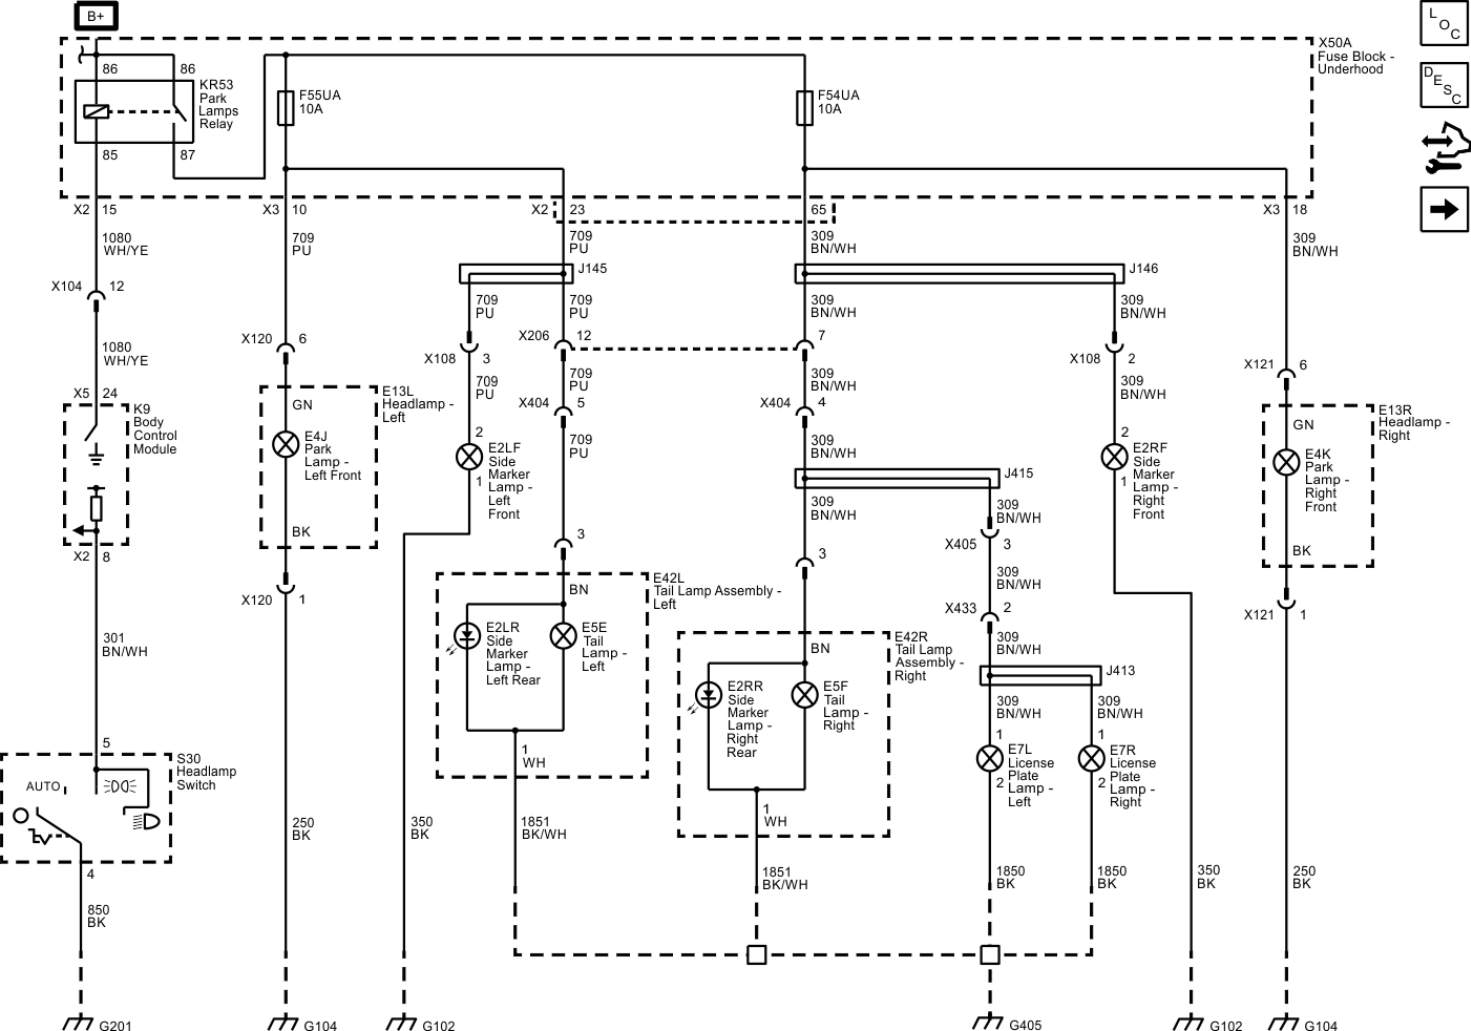 B+
X50A
Fuse Block -
Underhood
L
O
C
D
E
S
C
86
86
KR53
Park
Lamps
Relay
85
87
F55UA
10A
F54UA
10A
X2 15
X3 10
X2 23
65
X3 18
1080
WH/YE
709
PU
709
PU
309
BN/WH
309
BN/WH
J145
J146
X104 12
709
PU
709
PU
309
BN/WH
309
BN/WH
1080
WH/YE
X120 6
X108 3
X206 12
7
X108 2
X121 6
709
PU
709
PU
309
BN/WH
309
BN/WH
X5 24
K9
Body
Control
Module
X2 8
GN
E13L
Headlamp -
Left
E4J
Park
Lamp -
Left Front
BK
X120 1
X404 5
X404 4
709
PU
309
BN/WH
2
E2LF
Side
Marker
Lamp -
Left
Front
1
J415
309
BN/WH
309
BN/WH
X405 3
309
BN/WH
X433 2
309
BN/WH
J413
2
E2RF
Side
Marker
Lamp -
Right
Front
1
GN
E13R
Headlamp -
Right
E4K
Park
Lamp -
Right
Front
BK
X121 1
3
3
E42L
Tail Lamp Assembly -
Left
BN
E2LR
Side
Marker
Lamp -
Left Rear
E5E
Tail
Lamp -
Left
1
WH
E42R
Tail Lamp
Assembly -
Right
BN
E2RR
Side
Marker
Lamp -
Right
Rear
E5F
Tail
Lamp -
Right
1
WH
309
BN/WH
309
BN/WH
1
E7L
License
Plate
Lamp -
Left
2
1
E7R
License
Plate
Lamp -
Right
2
301
BN/WH
5
S30
Headlamp
Switch
AUTO
4
850
BK
250
BK
350
BK
1851
BK/WH
1851
BK/WH
1850
BK
1850
BK
350
BK
250
BK
G201
G104
G102
G405
G102
G104